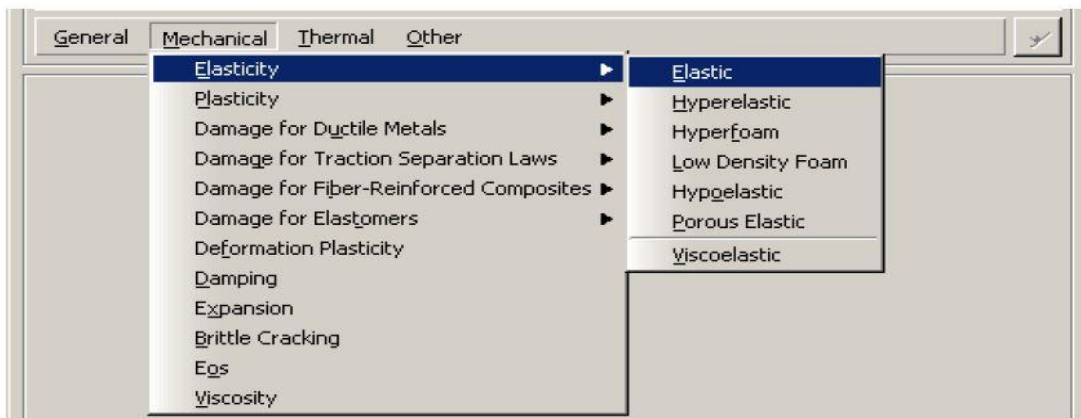 General Mechanical Thermal Other
Elasticity
Plasticity
Damage for Ductile Metals
Damage for Traction Separation Laws
Damage for Fiber-Reinforced Composites
Damage for Elastomers
Deformation Plasticity
Damping
Expansion
Brittle Cracking
Eos
Viscosity
Elastic
Hyperelastic
Hyperfoam
Low Density Foam
Hypoelastic
Porous Elastic
Viscoelastic